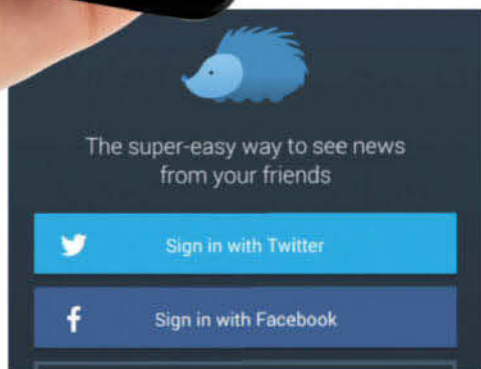 The super-easy way to see news
from your friends
Sign in with Twitter
f
Sign in with Facebook